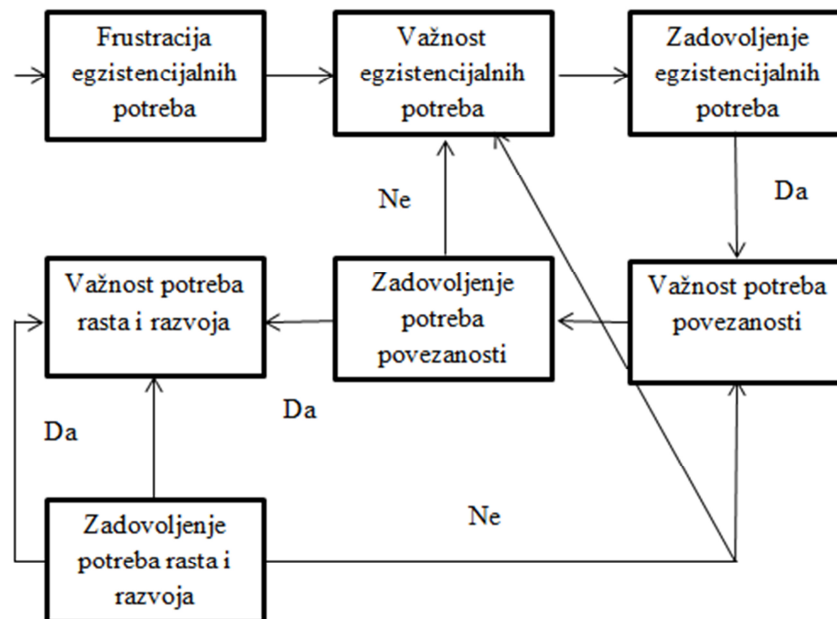 Frustracija
egzistencijalnih
potreba
Važnost
egzistencijalnih
potreba
Zadovoljenje
egzistencijalnih
potreba
Ne
Da
Važnost potreba
rasta i razvoja
Zadovoljenje
potreba
povezanosti
Važnost potreba
povezanosti
Da
Da
Zadovoljenje
potreba rasta i
razvoja
Ne